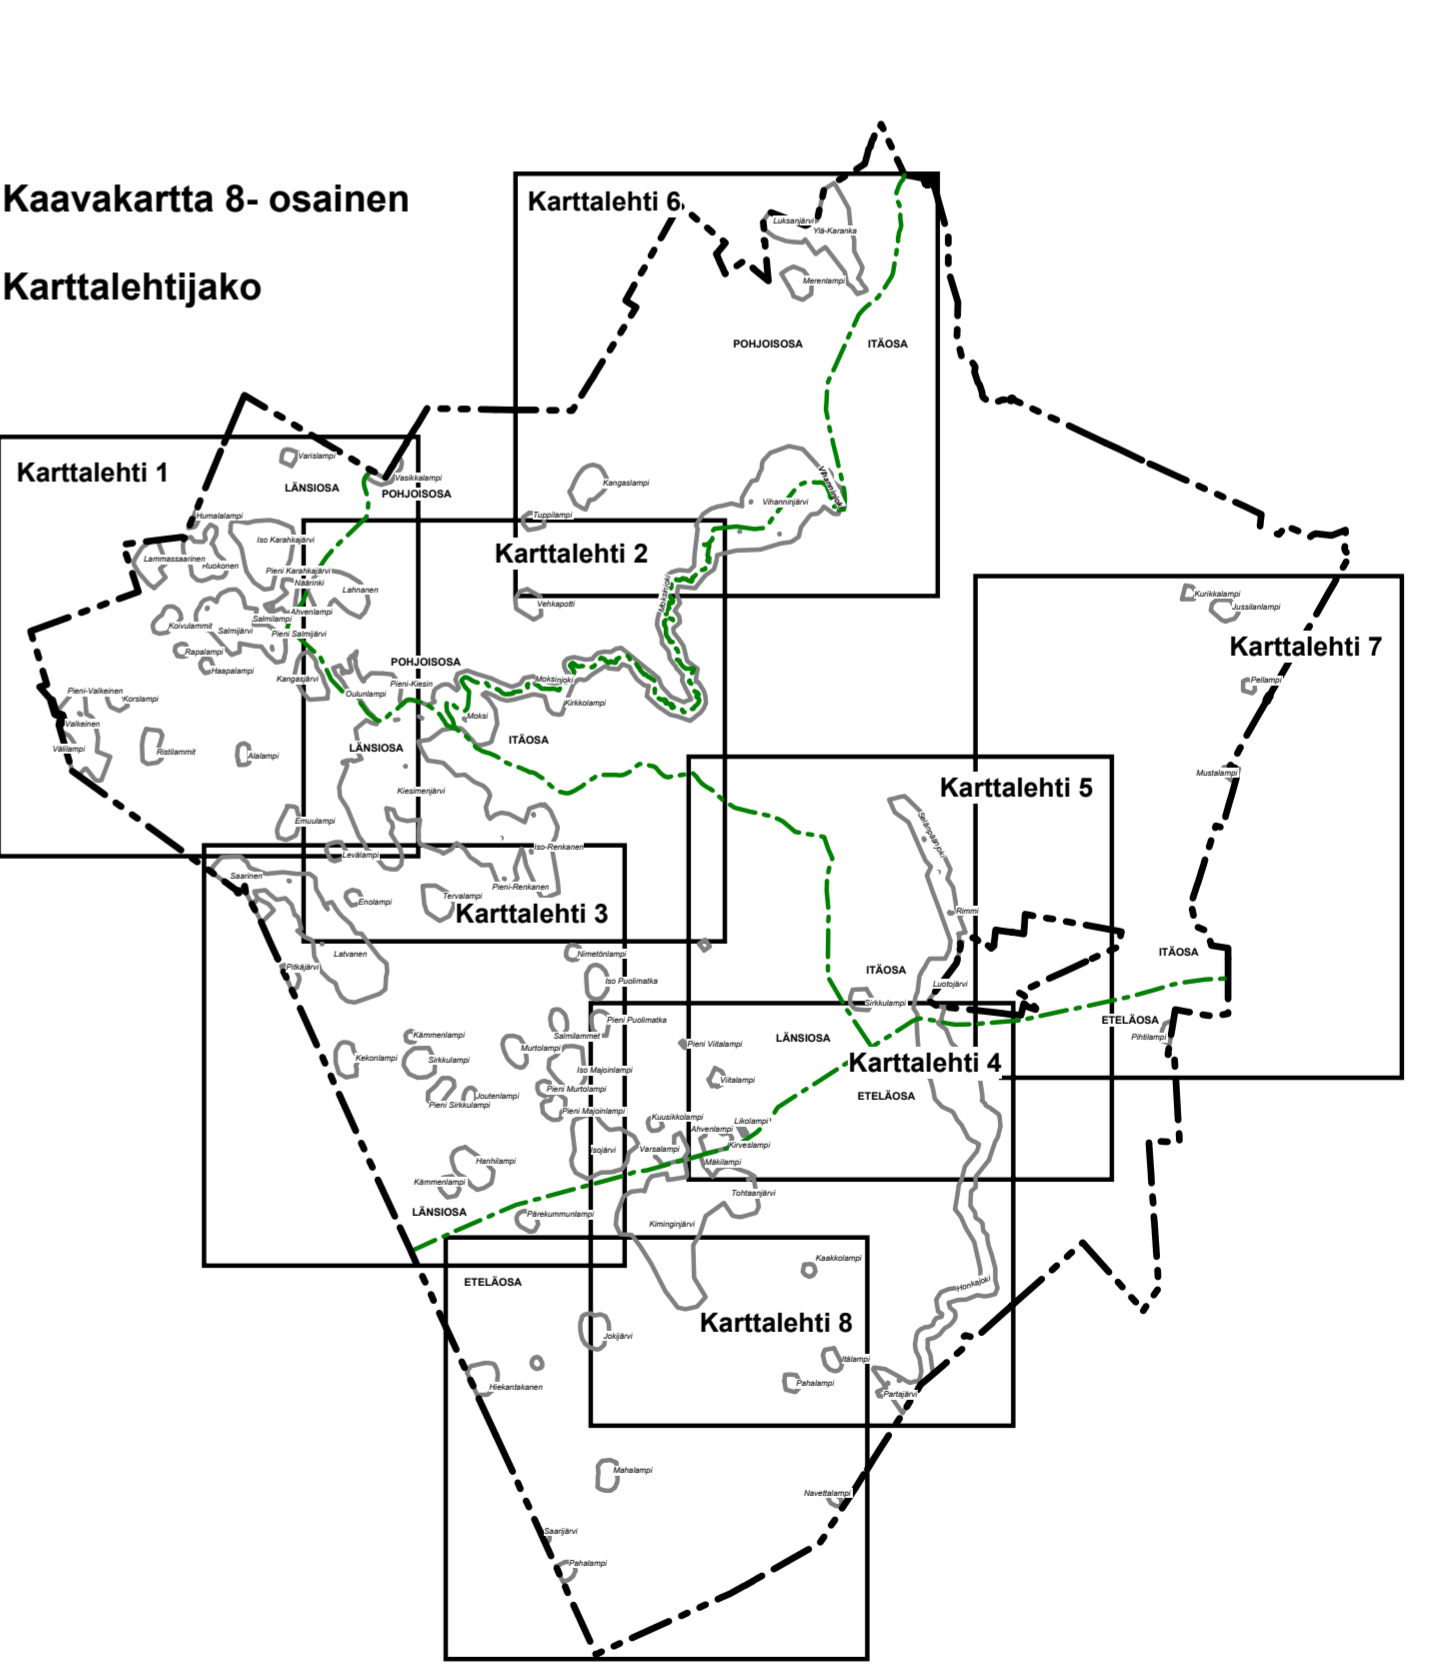 Kaavakartta 8- osainen
Karttalehti 6
Luksanjärvi
Ylä-Karanka
Karttalehtijako
Merenlampi
POHJOISOSA
ITÄOSA
Karttalehti 1
Varislampi
Vasikkalampi
LÄNSIOSA
POHJOISOSA
Kangaslampi
Vihanninjoki
Vihanninjärvi
Humalalampi
Tuppilampi
Iso Karahkajärvi
Karttalehti 2
Lammassaarinen
Ruokonen
Pieni Karahkajärvi
Näärinki
Lahnanen
Moksinjoki
Vehkapotti
Ahvenlampi
Salmilampi
Koivulammit
Salmijärvi
Pieni Salmijärvi
Rapalampi
Haapalampi
Kurikkalampi
Jussilanlampi
Karttalehti 7
POHJOISOSA
Kangasjärvi
Pieni-Kiesin
Moksinjoki
Oulunlampi
Kirkkolampi
Pellampi
Pieni-Valkeinen
Korslampi
Valkeinen
Moksi
Välilampi
Ristilammit
Alalampi
LÄNSIOSA
ITÄOSA
Mustalampi
Kiesimenjärvi
Karttalehti 5
Emuulampi
Selänpäänjoki
Iso-Renkanen
Levälampi
Saarinen
Pieni-Renkanen
Enolampi
Tervalampi
Karttalehti 3
Rimmi
Latvanen
Nimetönlampi
ITÄOSA
Pitkäjärvi
Iso Puolimatka
ITÄOSA
Luotojärvi
Sirkkulampi
Pieni Puolimatka
ETELÄOSA
Kämmenlampi
Salmilammet
LÄNSIOSA
Pihtilampi
Murtolampi
Pieni Viitalampi
Kekonlampi
Sirkkulampi
Karttalehti 4
Iso Majoinlampi
Viitalampi
Pieni Murtolampi
Joutenlampi
ETELÄOSA
Pieni Sirkkulampi
Pieni Majoinlampi
Kuusikkolampi
Likolampi
Ahvenlampi
Isojärvi
Varsalampi
Kirveslampi
Hanhilampi
Mäkilampi
Kämmenlampi
Tohtaanjärvi
LÄNSIOSA
Pärekummunlampi
Kiminginjärvi
Kaakkolampi
ETELÄOSA
Honkajoki
Karttalehti 8
Jokijärvi
Itälampi
Hiekantakanen
Pahalampi
Partajärvi
Mahalampi
Navettalampi
Saarijärvi
Pahalampi